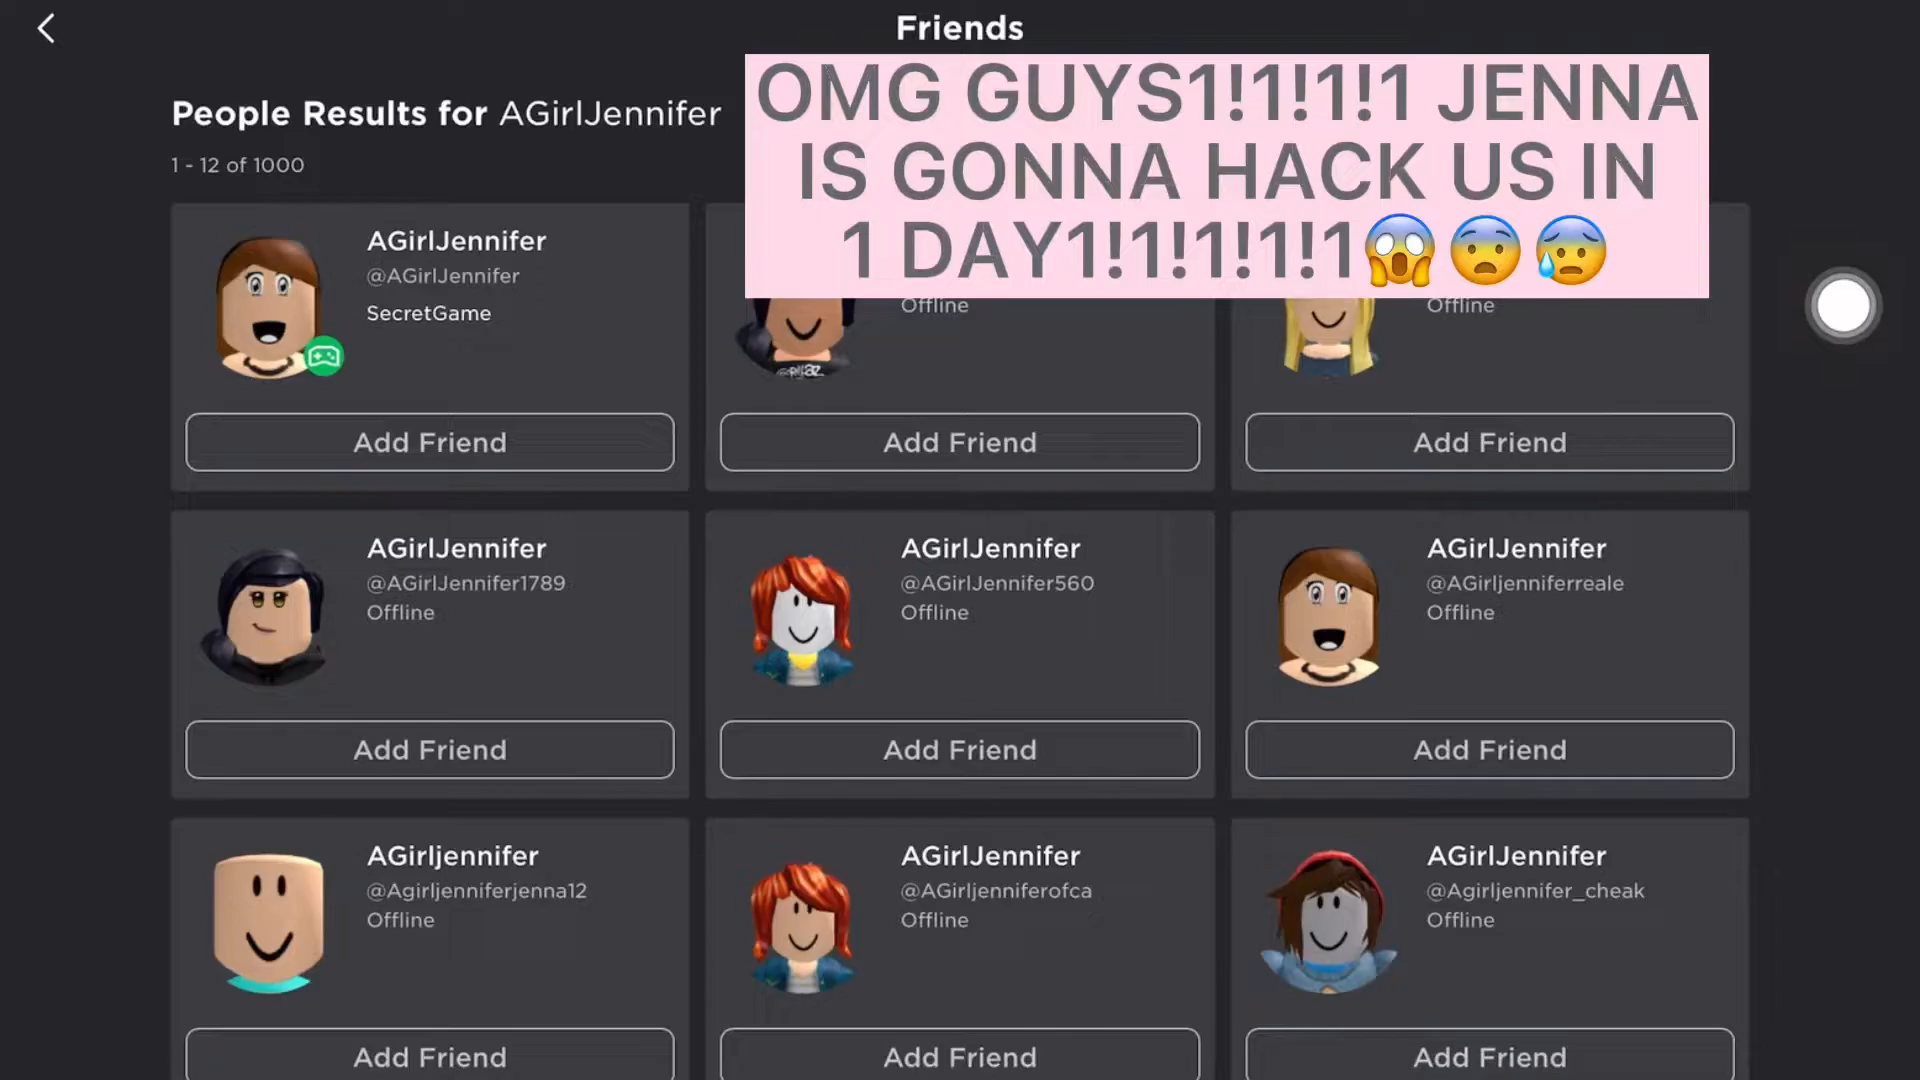 Friends
People Results for AGirlJennifer
1 - 12 of 1000
OMG GUYS1!1!1!1 JENNA
IS GONNA HACK US IN
1 DAY1!1!1!1!1😱😨😰
AGirlJennifer
@AGirlJennifer
SecretGame
Add Friend
Offline
Add Friend
Offline
Add Friend
AGirlJennifer
@AGirlJennifer1789
Offline
Add Friend
AGirlJennifer
@AGirlJennifer560
Offline
Add Friend
AGirlJennifer
@AGirljenniferreale
Offline
Add Friend
AGirljennifer
@Agirljenniferjenna12
Offline
Add Friend
AGirlJennifer
@AGirljenniferofca
Offline
Add Friend
AGirlJennifer
@Agirljennifer_cheak
Offline
Add Friend